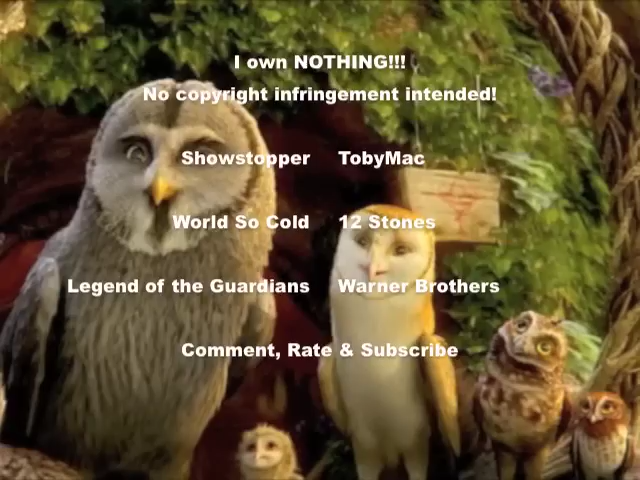 I own NOTHING!!!
No copyright infringement intended!
Showstopper TobyMac
World So Cold 12 Stones
Legend of the Guardians Warner Brothers
Comment, Rate & Subscribe